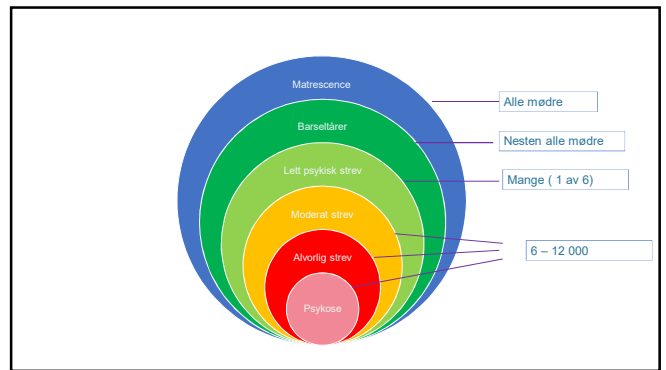 Matrescence
Alle mødre
Barseltårer
Nesten alle mødre
Lett psykisk strev
Mange ( 1 av 6)
Moderat strev
6 – 12 000
Alvorlig strev
Psykose